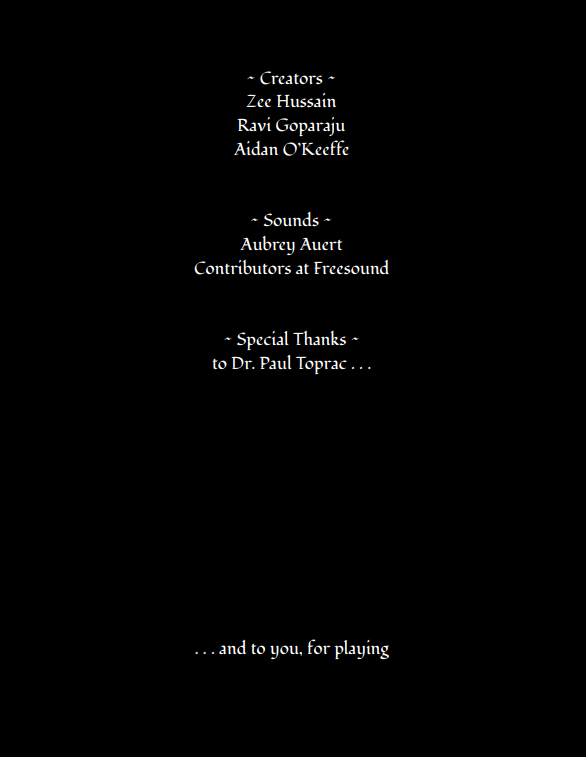 ~ Creators ~
Zee Hussain
Ravi Goparaju
Aidan O'Keeffe
~ Sounds ~
Aubrey Auert
Contributors at Freesound
~ Special Thanks ~
to Dr. Paul Toprac . . .
. . . and to you, for playing